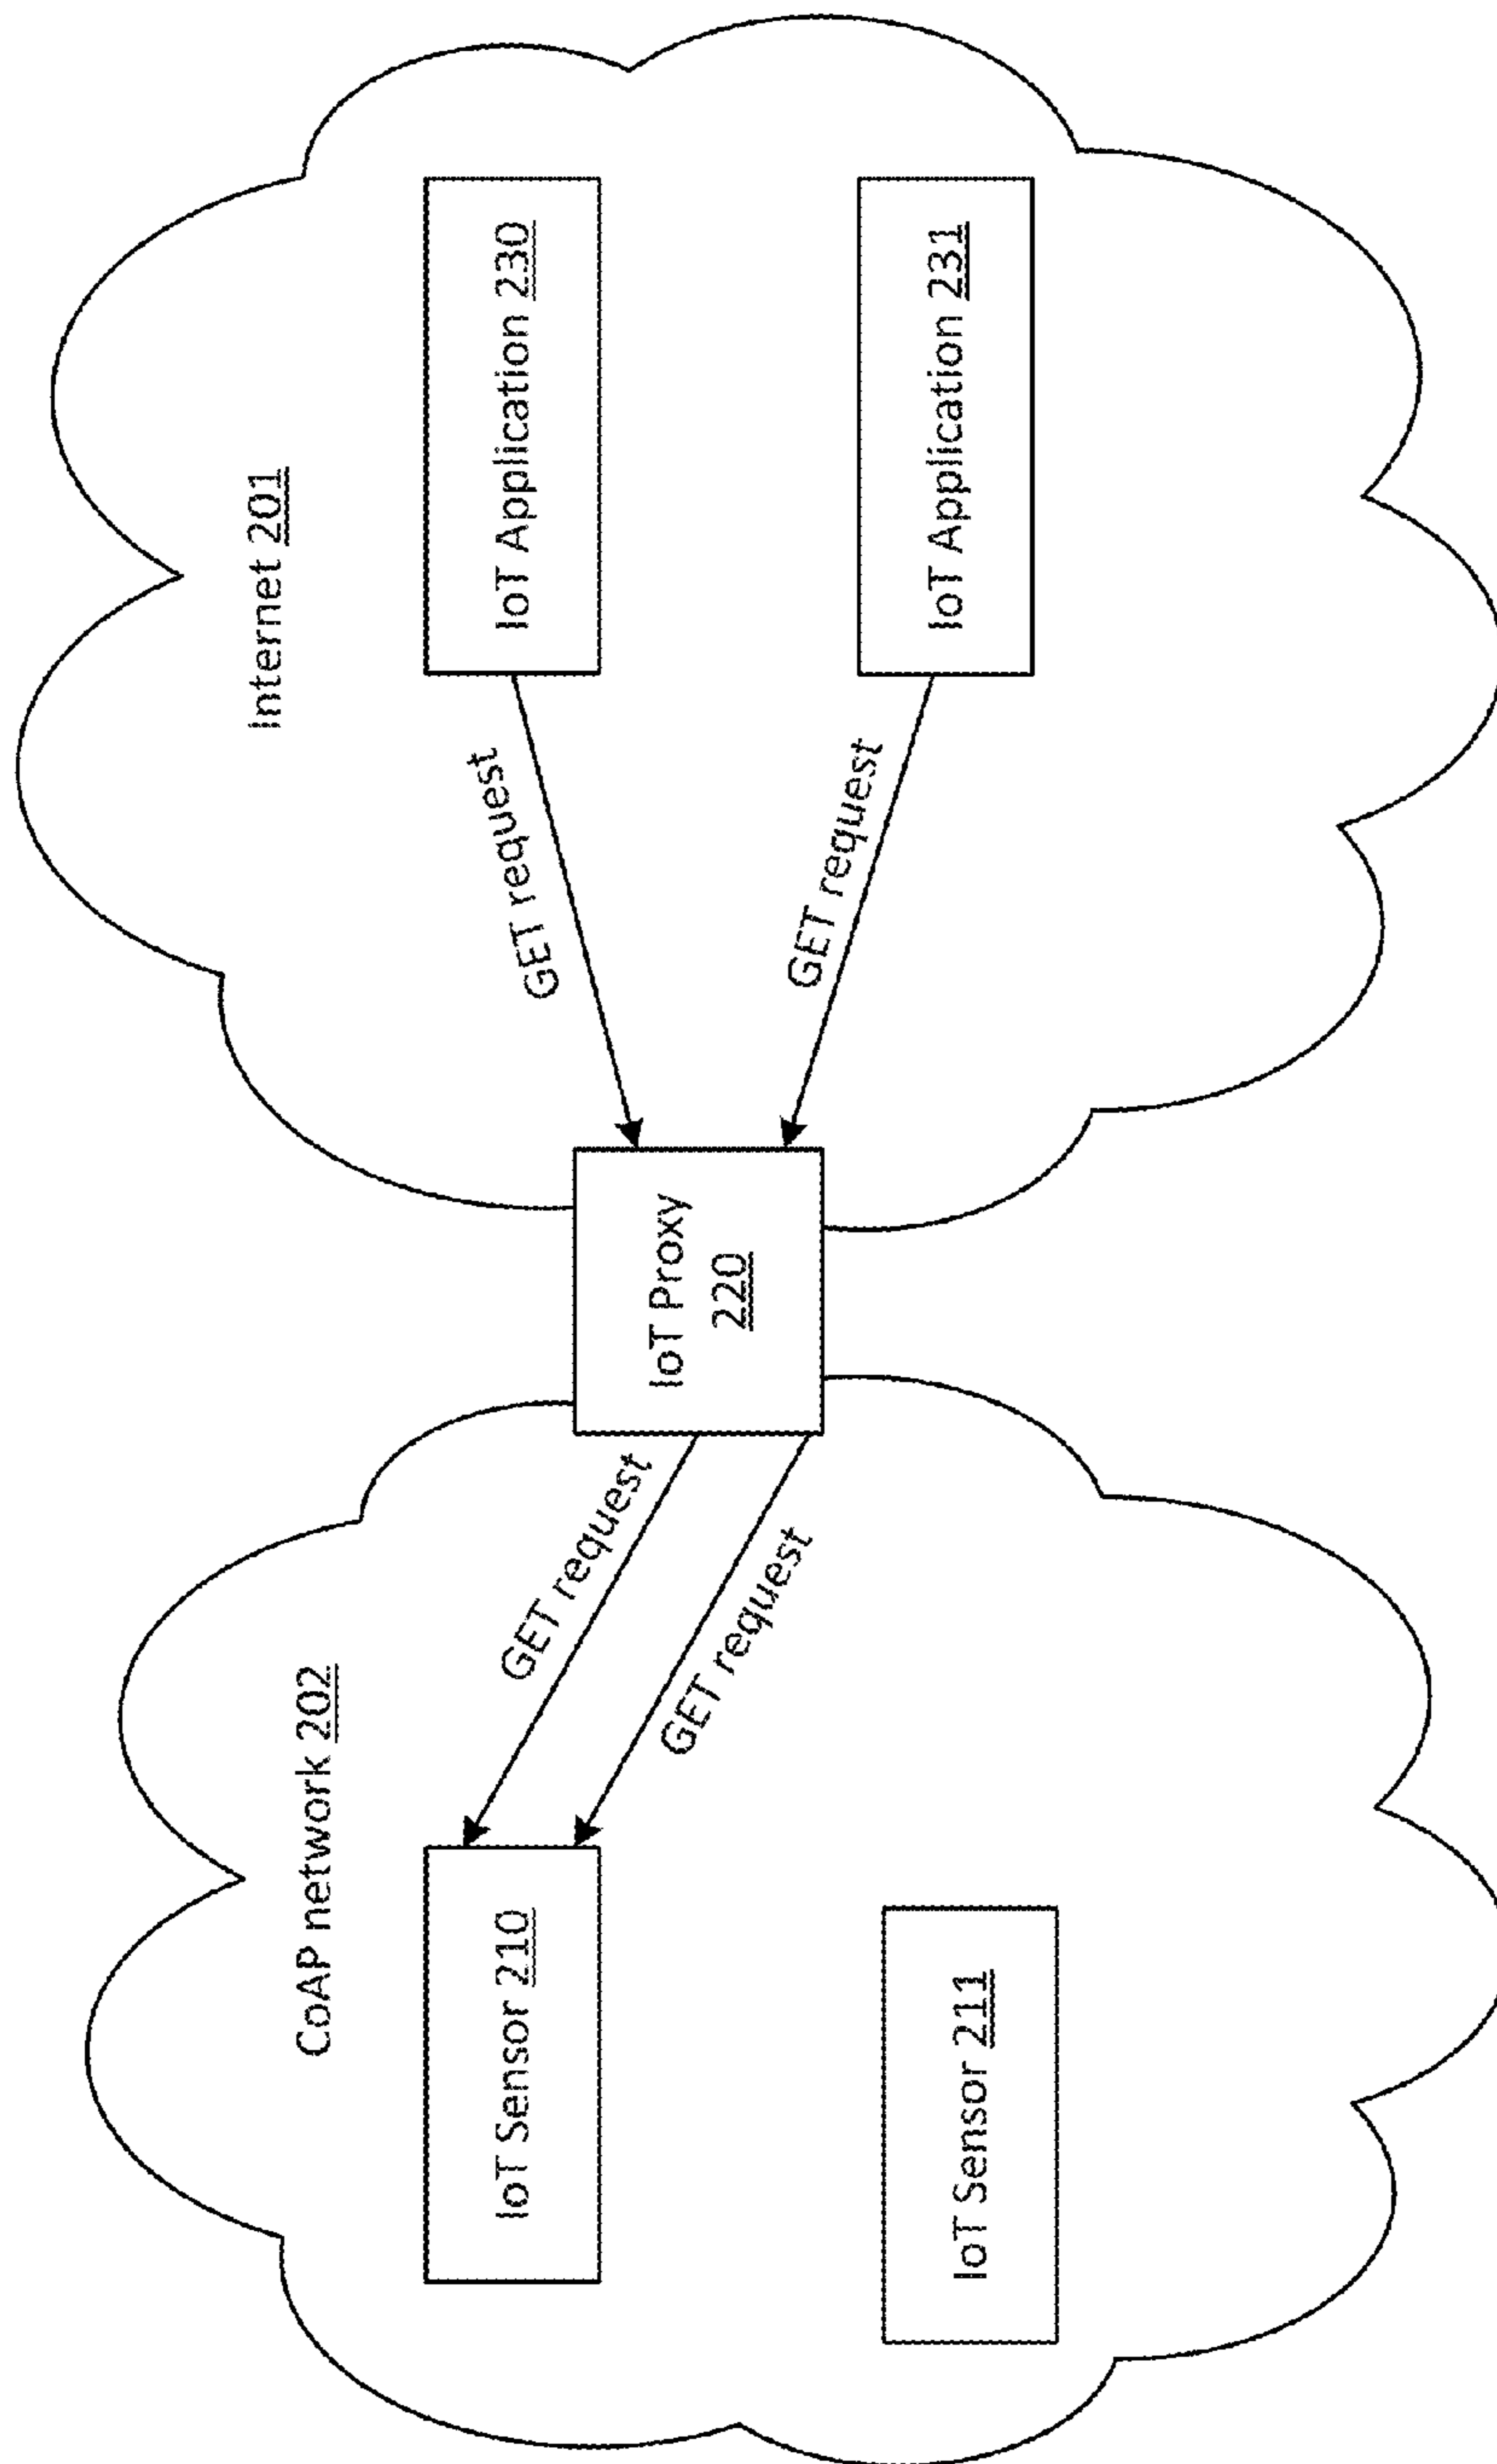 CoAP network 202
Internet 201
IoT Sensor 210
GET request
GET request
IoT Proxy
220
GET request
GET request
IoT Application 230
IoT Sensor 211
IoT Application 231